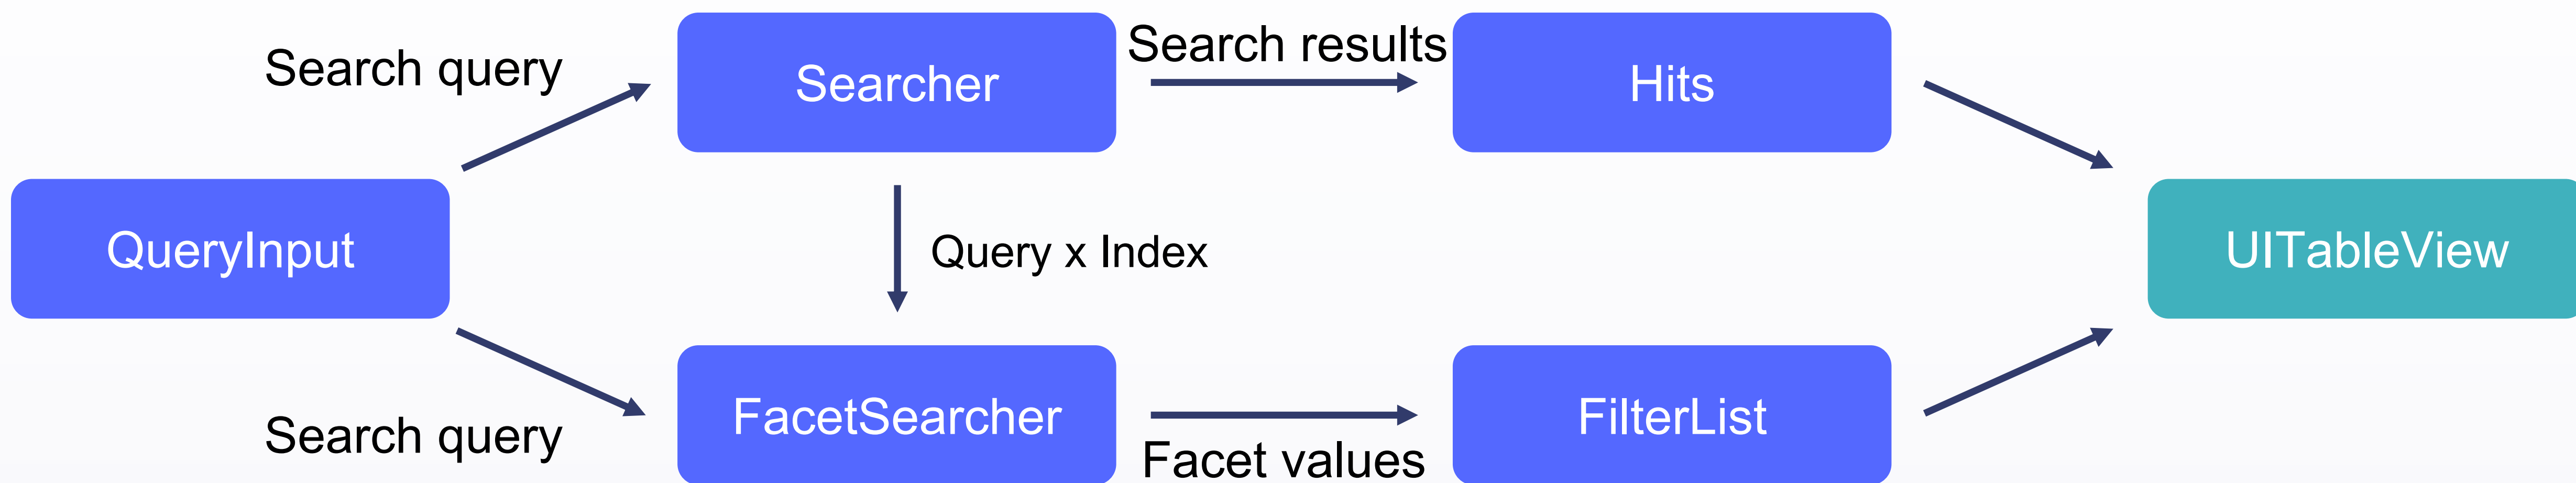 Search query
Searcher
Search results
Hits
QueryInput
Query x Index
UITableView
Search query
FacetSearcher
Facet values
FilterList